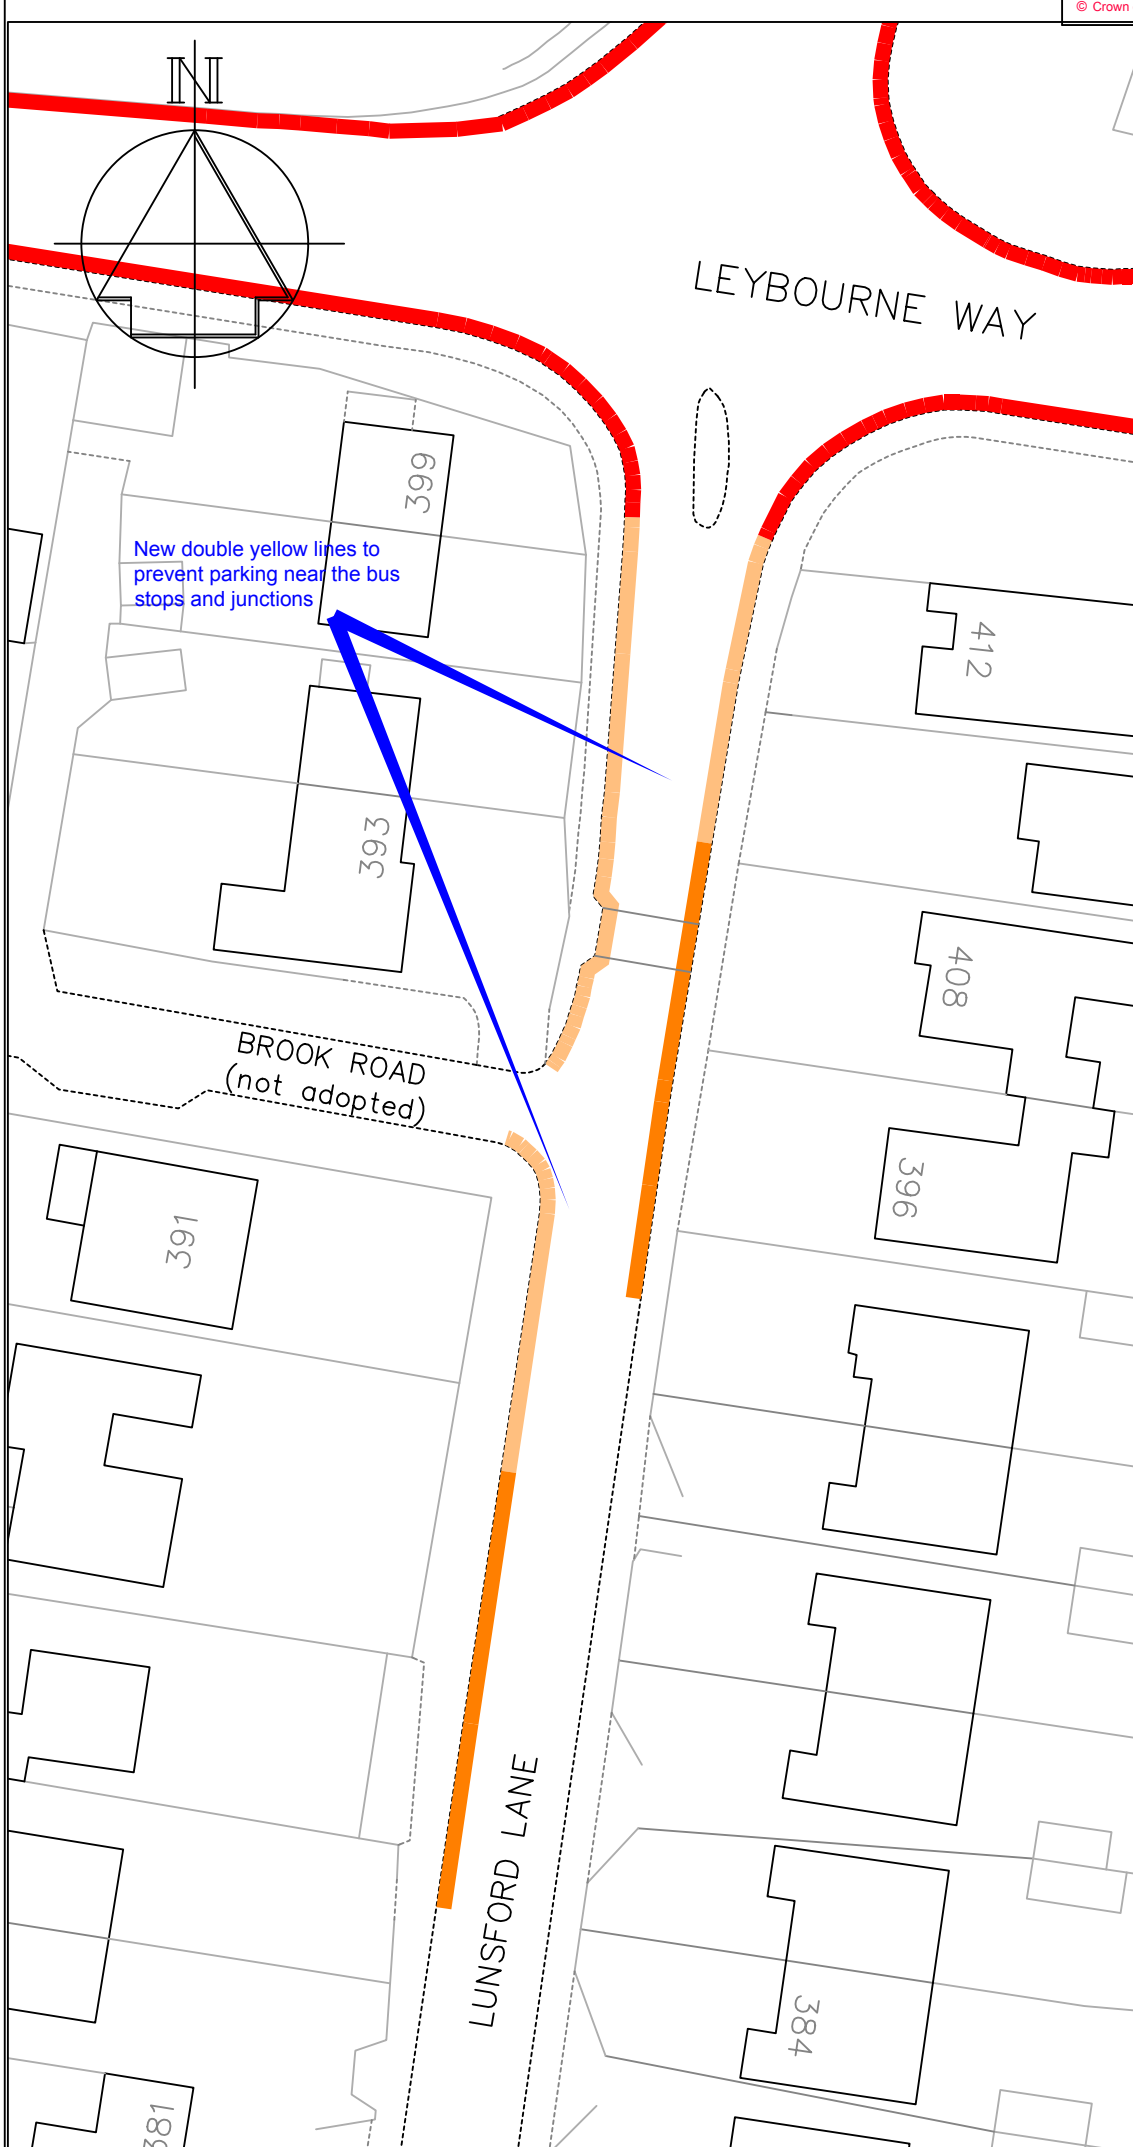 © Crown
N
LEYBOURNE WAY
399
New double yellow lines to
prevent parking near the bus
stops and junctions
412
393
408
BROOK ROAD
(not adopted)
396
391
LUNSFORD LANE
384
381